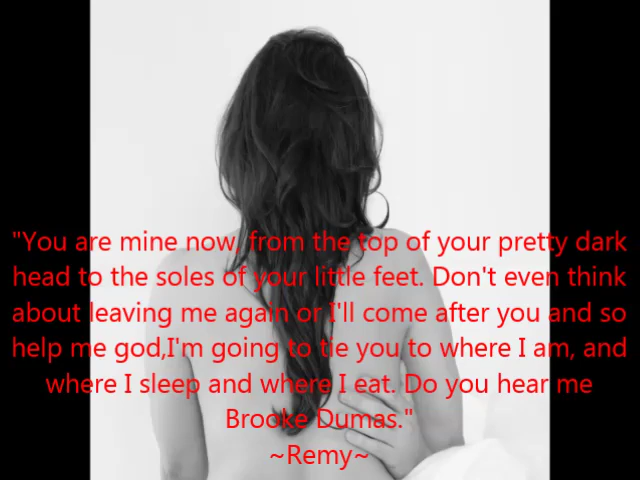 "You are mine now, from the top of your pretty dark
head to the soles of your little feet. Don't even think
about leaving me again or I'll come after you and so
help me god,I'm going to tie you to where I am, and
where I sleep and where I eat. Do you hear me
Brooke Dumas."
~Remy~